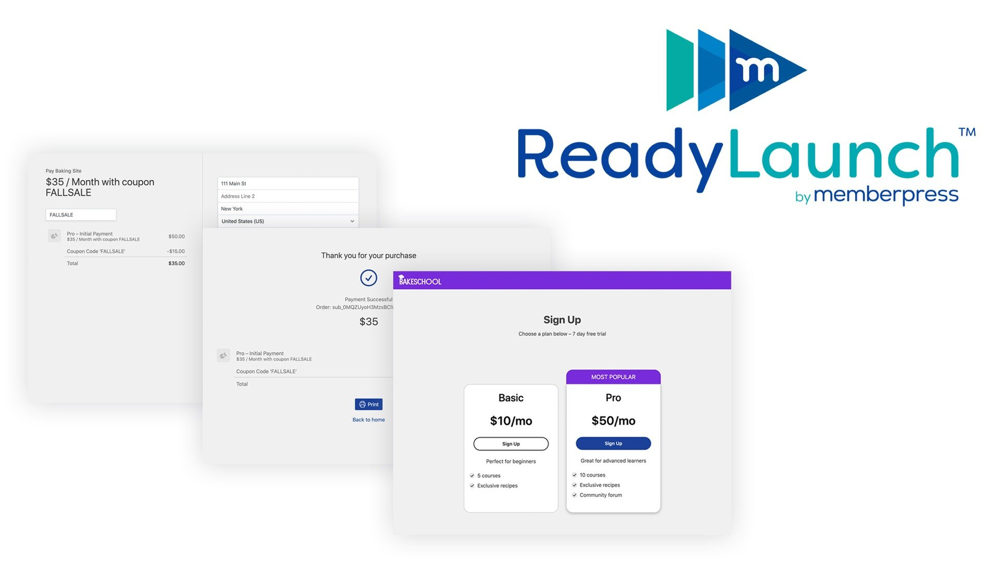 m
ReadyLaunch™
by memberpress
Pay Baking Site
$35 / Month with coupon
FALLSALE
FALLSALE
Pro – Initial Payment
$35 / Month with coupon FALLSALE
$50.00
Coupon Code 'FALLSALE' -$15.00
Total $35.00
111 Main St
Address Line 2
New York
United States (US)
Thank you for your purchase
Payment Successful
Order:
$35
Pro – Initial Payment
$35 / Month with coupon FALLSALE
Coupon Code 'FALLSALE'
Total
Print
Back to home
BAKESCHOOL
Sign Up
Choose a plan below – 7 day free trial
Basic
$10/mo
Sign Up
Perfect for beginners
5 courses
Exclusive recipes
MOST POPULAR
Pro
$50/mo
Sign Up
Great for advanced learners
10 courses
Exclusive recipes
Community forum